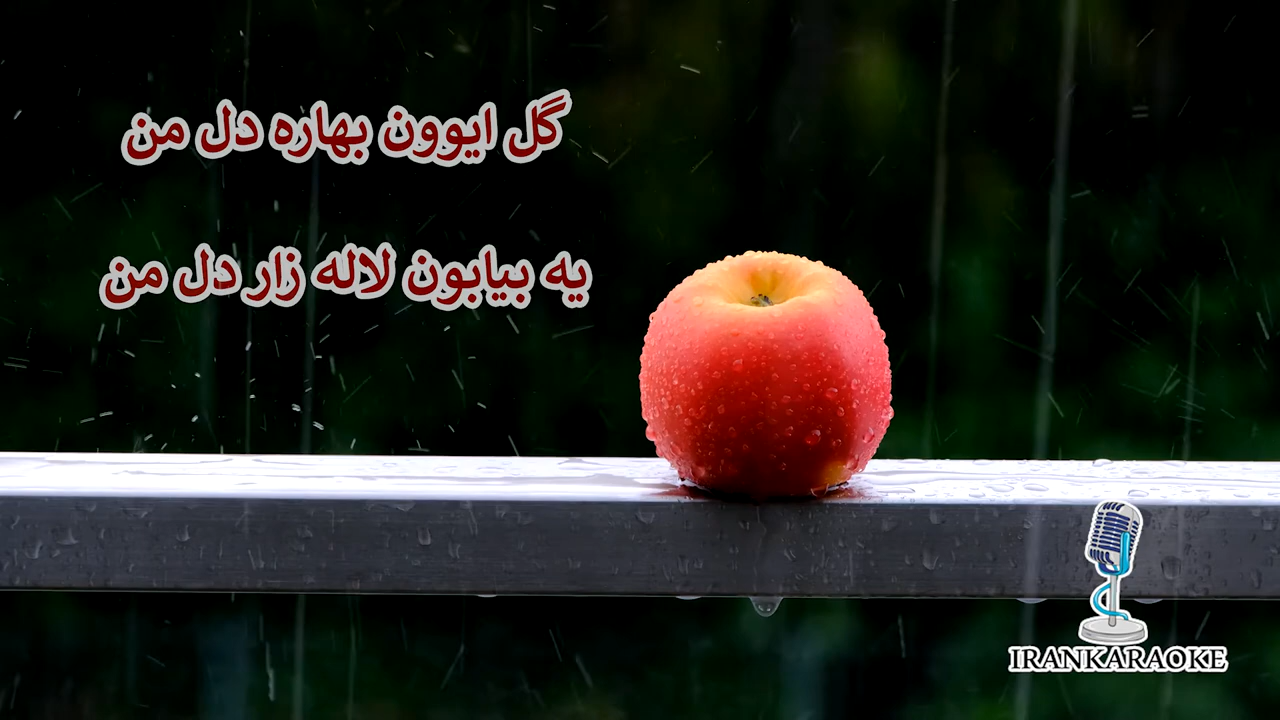 گل ایوون بهاره دل من
یه بیابون لاله زار دل من
IRANKARAOKE